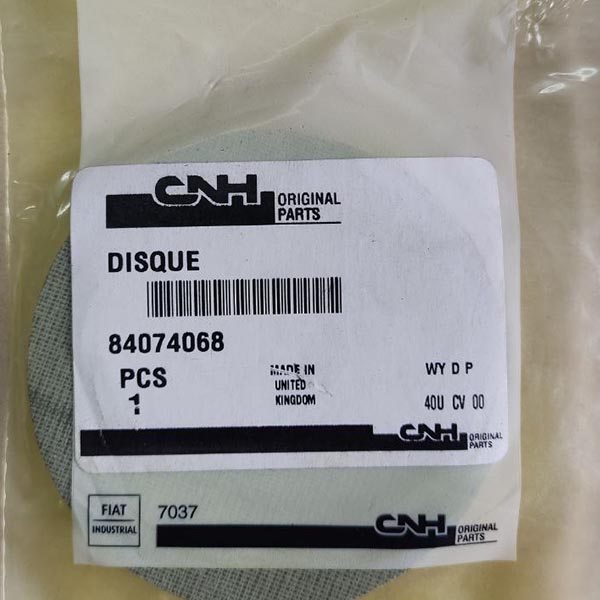 CNH ORIGINAL
PARTS
DISQUE
84074068
PCS
1
MADE IN
UNITED
KINGDOM
WY D P
40U CV 00
CNH ORIGINAL
PARTS
FIAT
INDUSTRIAL
7037
CNH ORIGINAL
PARTS